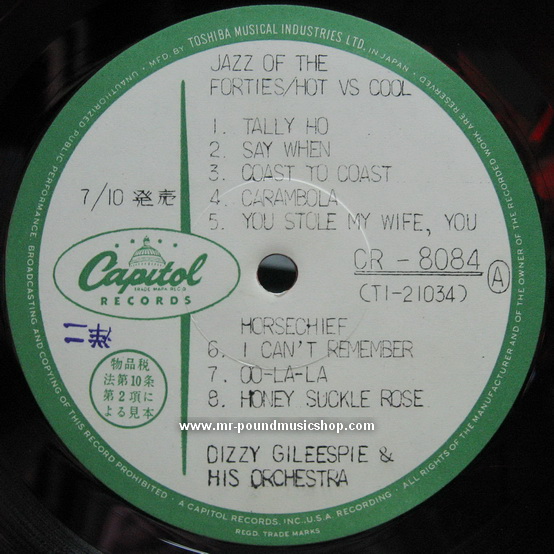 MFD. BY TOSHIBA MUSICAL INDUSTRIES LTD. IN JAPAN • ALL RIGHTS OF THE MANUFACTURER AND OF THE OWNER OF THE RECORDED WORK ARE RESERVED
UNAUTHORIZED PUBLIC PERFORMANCE, BROADCASTING AND COPYING OF THIS RECORD PROHIBITED
JAZZ OF THE
FORTIES/HOT VS COOL
1. TALLY HO
2. SAY WHEN
3. COAST TO COAST
4. CARAMBOLA
5. YOU STOLE MY WIFE, YOU
7/10 発売
CR - 8084
(TI-21034)
A
Capitol
TRADE MARK REG.
RECORDS
HORSECHIEF
6. I CAN'T REMEMBER
7. OO-LA-LA
8. HONEY SUCKLE ROSE
物品税
法第10条
第2項に
よる見本
www.mr-poundmusicshop.com
DIZZY GILEESPIE &
HIS ORCHESTRA
• A CAPITOL RECORDS, INC., U.S.A. RECORDING •
REGD. TRADE MARKS